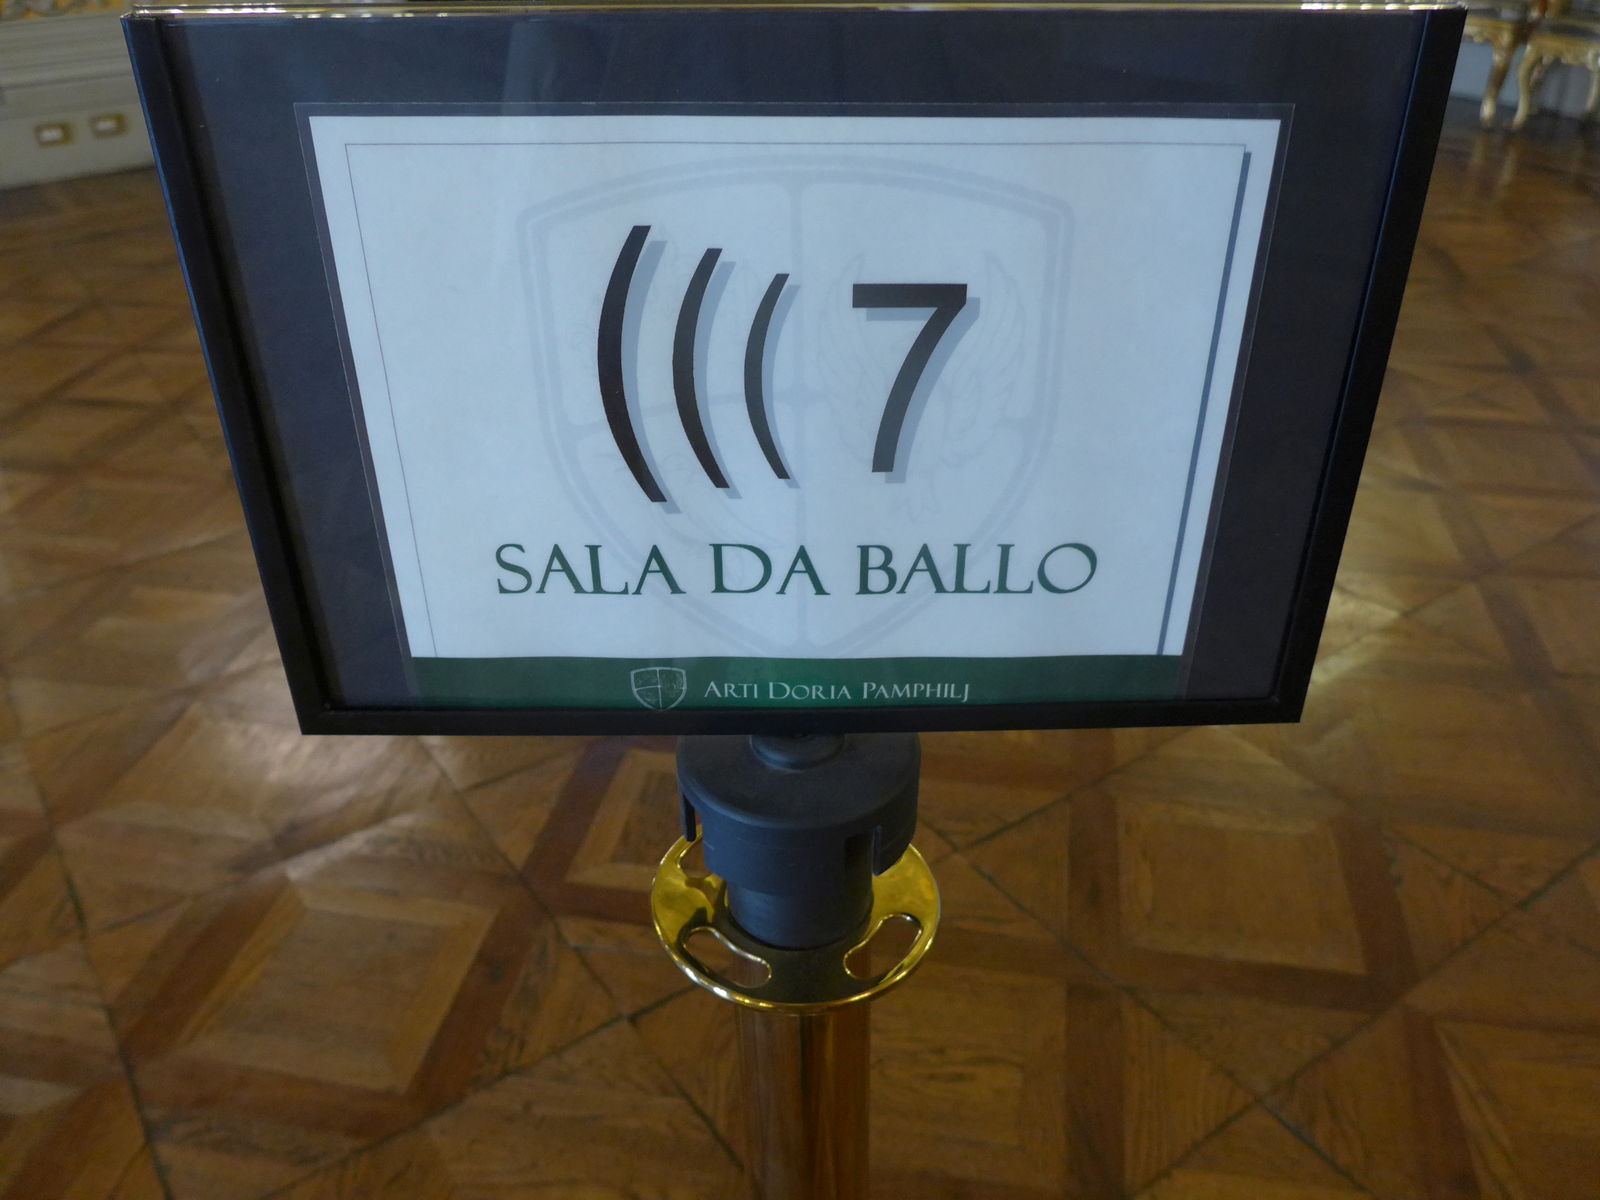 (((7
SALA DA BALLO
ARTI DORIA PAMPHILJ